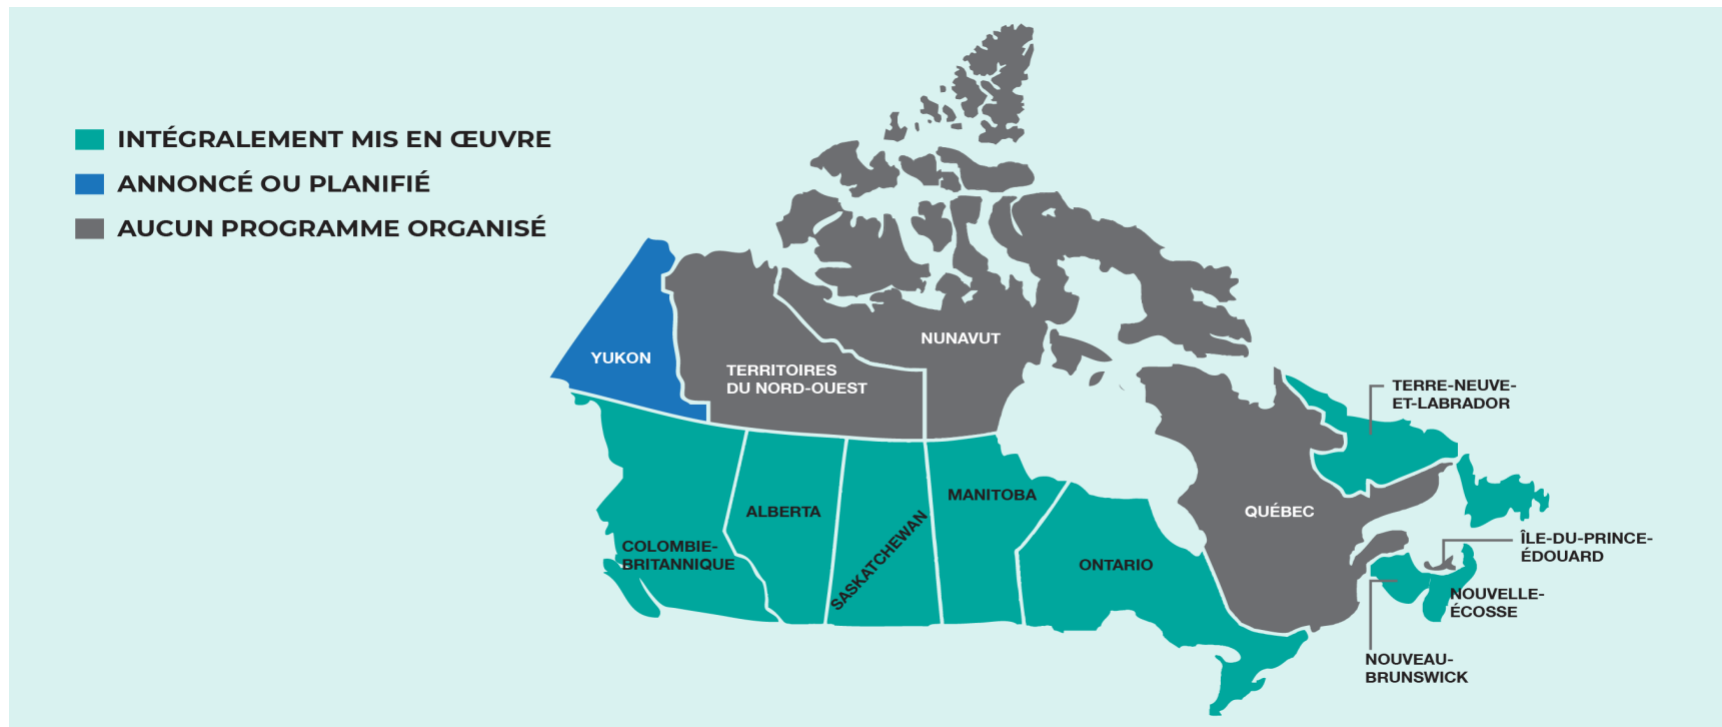 INTÉGRALEMENT MIS EN ŒUVRE
ANNONCÉ OU PLANIFIÉ
AUCUN PROGRAMME ORGANISÉ
YUKON
TERRITOIRES
DU NORD-OUEST
NUNAVUT
TERRE-NEUVE-
ET-LABRADOR
COLOMBIE-
BRITANNIQUE
ALBERTA
SASKATCHEWAN
MANITOBA
ONTARIO
QUÉBEC
ÎLE-DU-PRINCE-
ÉDOUARD
NOUVELLE-
ÉCOSSE
NOUVEAU-
BRUNSWICK